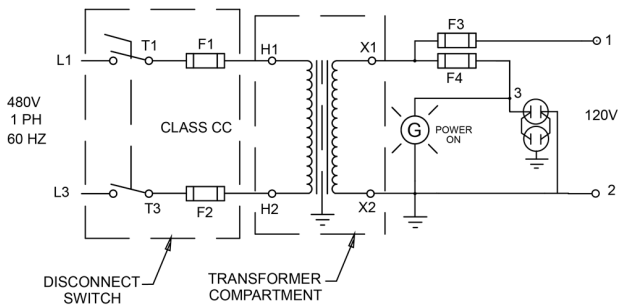 F3
1
T1
F1
H1
X1
L1
F4
480V
1 PH
60 HZ
CLASS CC
3
G
POWER
ON
120V
L3
T3
F2
H2
X2
2
DISCONNECT
SWITCH
TRANSFORMER
COMPARTMENT